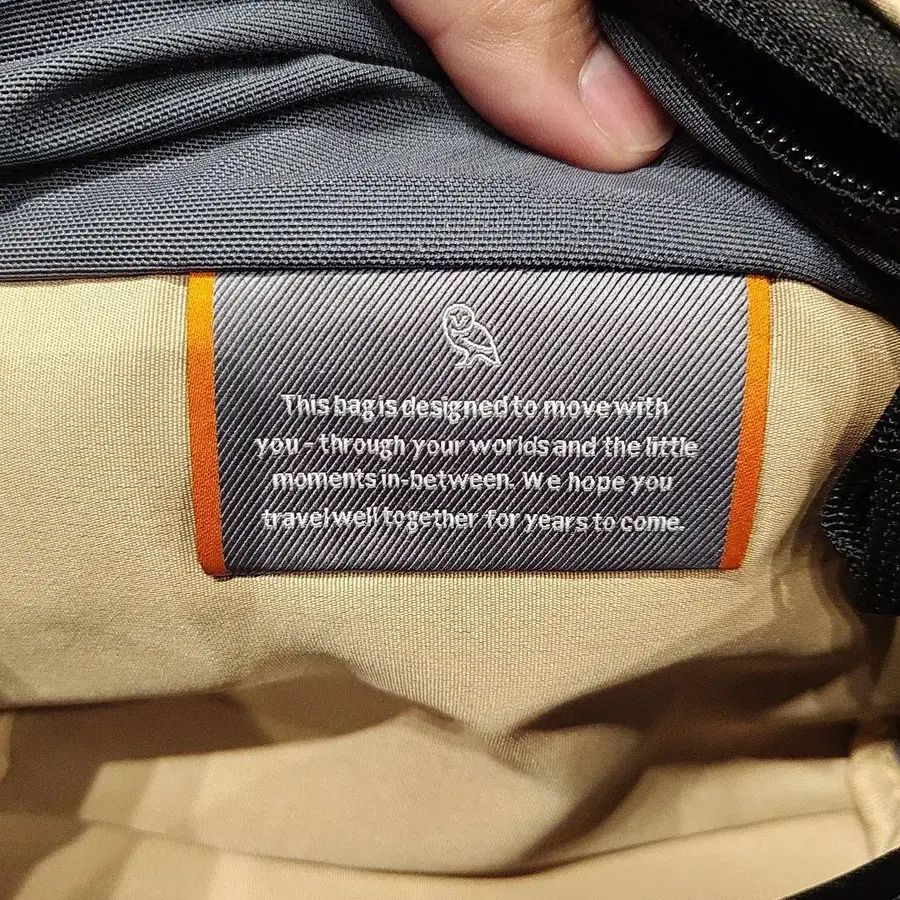 This bag is designed to move with
you - through your worlds and the little
moments in-between. We hope you
travel well together for years to come.